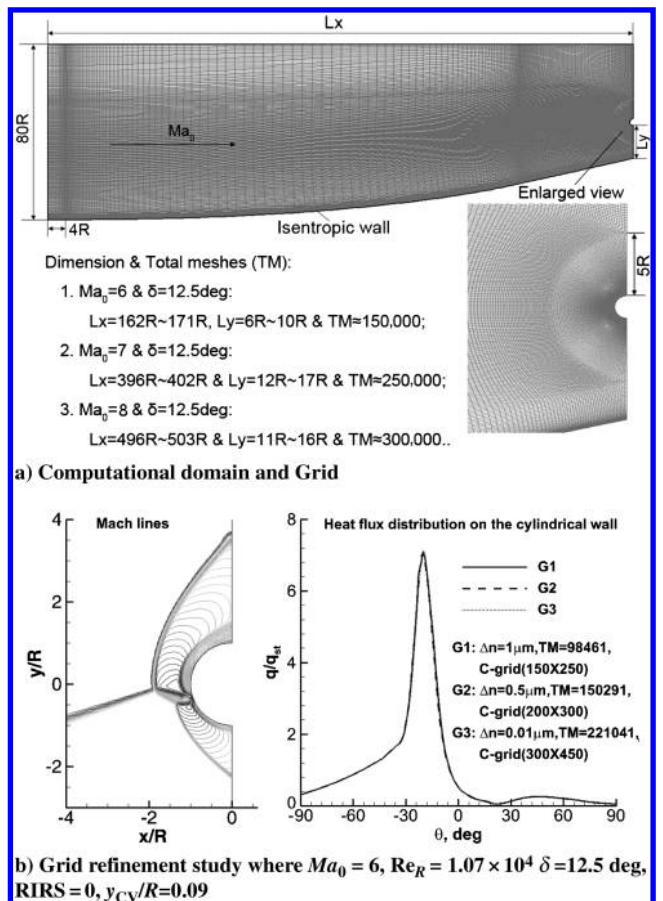 Lx
80R
Ma₀
Ly
Enlarged view
Isentropic wall
4R
5R
Dimension & Total meshes (TM):
1. Ma₀=6 & δ=12.5deg:
Lx=162R~171R, Ly=6R~10R & TM≈150,000;
2. Ma₀=7 & δ=12.5deg:
Lx=396R~402R & Ly=12R~17R & TM≈250,000;
3. Ma₀=8 & δ=12.5deg:
Lx=496R~503R & Ly=11R~16R & TM≈300,000..
a) Computational domain and Grid
Mach lines
y/R
4
2
0
-2
-4 -2 0
x/R
Heat flux distribution on the cylindrical wall
q/qst
8
6
4
2
0
-90 -60 -30 0 30 60 90
θ, deg
G1
G2
G3
G1: Δn=1μm,TM=98461,
C-grid(150X250)
G2: Δn=0.5μm,TM=150291,
C-grid(200X300)
G3: Δn=0.01μm,TM=221041,
C-grid(300X450)
b) Grid refinement study where Ma₀ = 6, Re_R = 1.07 × 10⁴ δ =12.5 deg,
RIRS = 0, y_CV/R=0.09